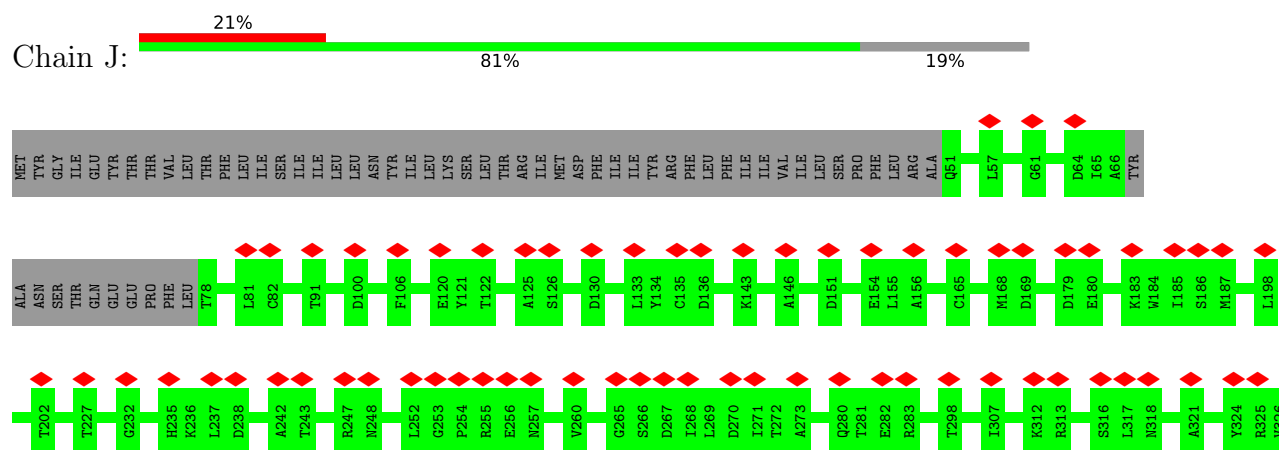 21%
Chain J:
81%
19%
MET TYR GLY ILE GLU TYR THR THR VAL LEU THR PHE LEU ILE SER ILE ILE LEU LEU ASN TYR ILE LEU LYS SER LEU THR ARG ILE MET ASP PHE ILE ILE TYR ARG PHE LEU PHE ILE ILE VAL ILE LEU SER PRO PHE LEU ARG ALA Q51 L57 G61 D64 I65 A66 TYR
ALA ASN SER THR GLN GLU GLU PRO PHE LEU T78 L81 C82 T91 D100 F106 E120 Y121 T122 A125 S126 D130 L133 Y134 C135 D136 K143 A146 D151 E154 L155 A156 C165 M168 D169 D179 E180 K183 W184 I185 S186 M187 L198
T202 T227 G232 H235 K236 L237 D238 A242 T243 R247 N248 L252 G253 P254 R255 E256 N257 V260 G265 S266 D267 I268 L269 D270 I271 T272 A273 Q280 T281 E282 R283 T298 I307 K312 R313 S316 L317 N318 A321 Y324 R325